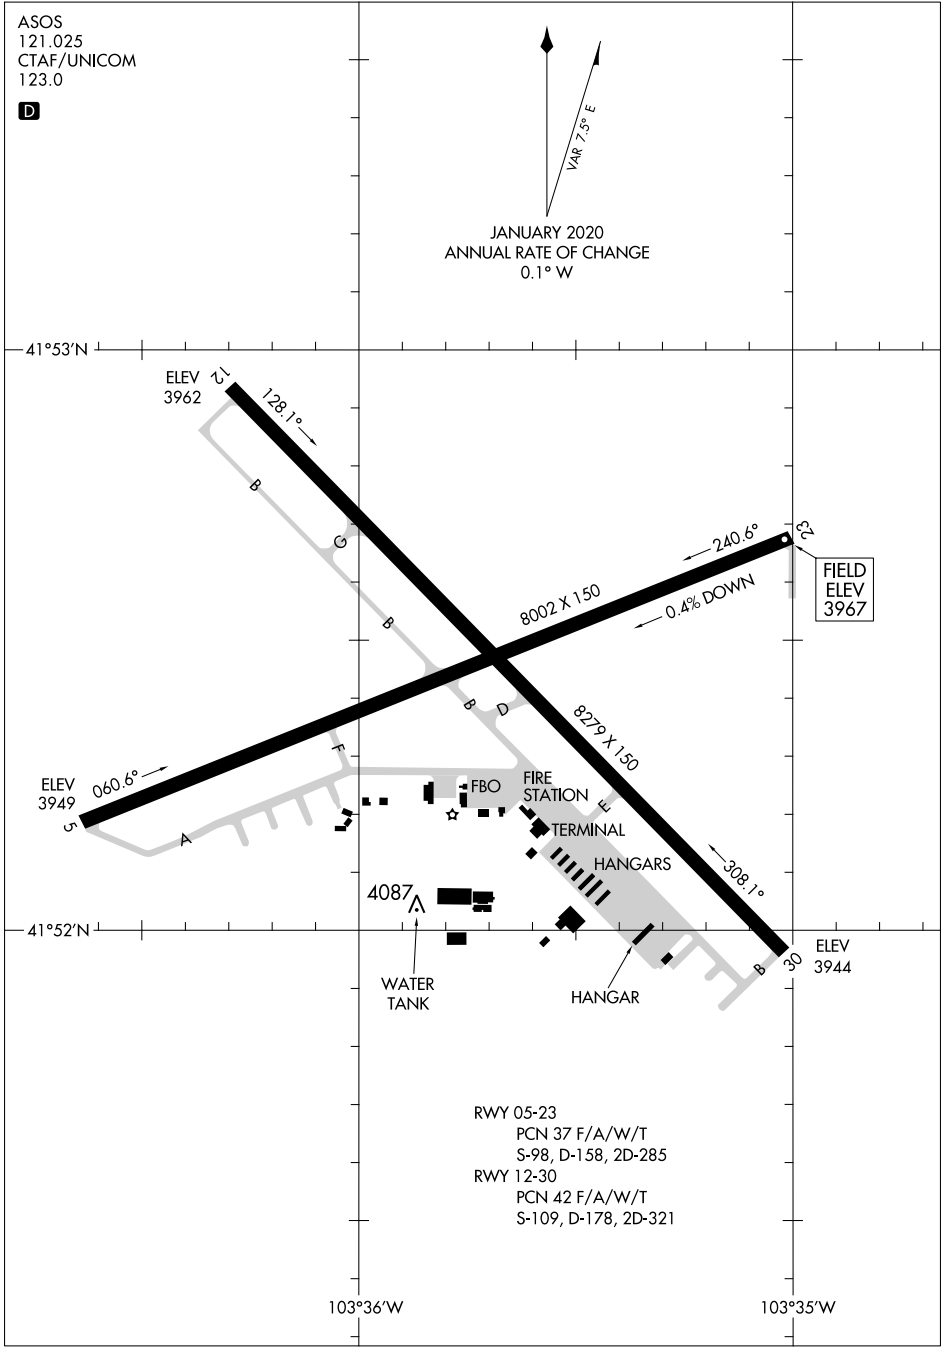 ASOS
121.025
CTAF/UNICOM
123.0
D
VAR 7.5° E
JANUARY 2020
ANNUAL RATE OF CHANGE
0.1° W
41°53'N
ELEV
3962
12
128.1°
B
G
B
240.6°
23
FIELD
ELEV
3967
8002 X 150
0.4% DOWN
B
D
8279 X 150
F
ELEV
3949
060.6°
5
A
FBO
FIRE
STATION
E
TERMINAL
HANGARS
308.1°
4087
41°52'N
WATER
TANK
HANGAR
B
30
ELEV
3944
RWY 05-23
PCN 37 F/A/W/T
S-98, D-158, 2D-285
RWY 12-30
PCN 42 F/A/W/T
S-109, D-178, 2D-321
103°36'W
103°35'W